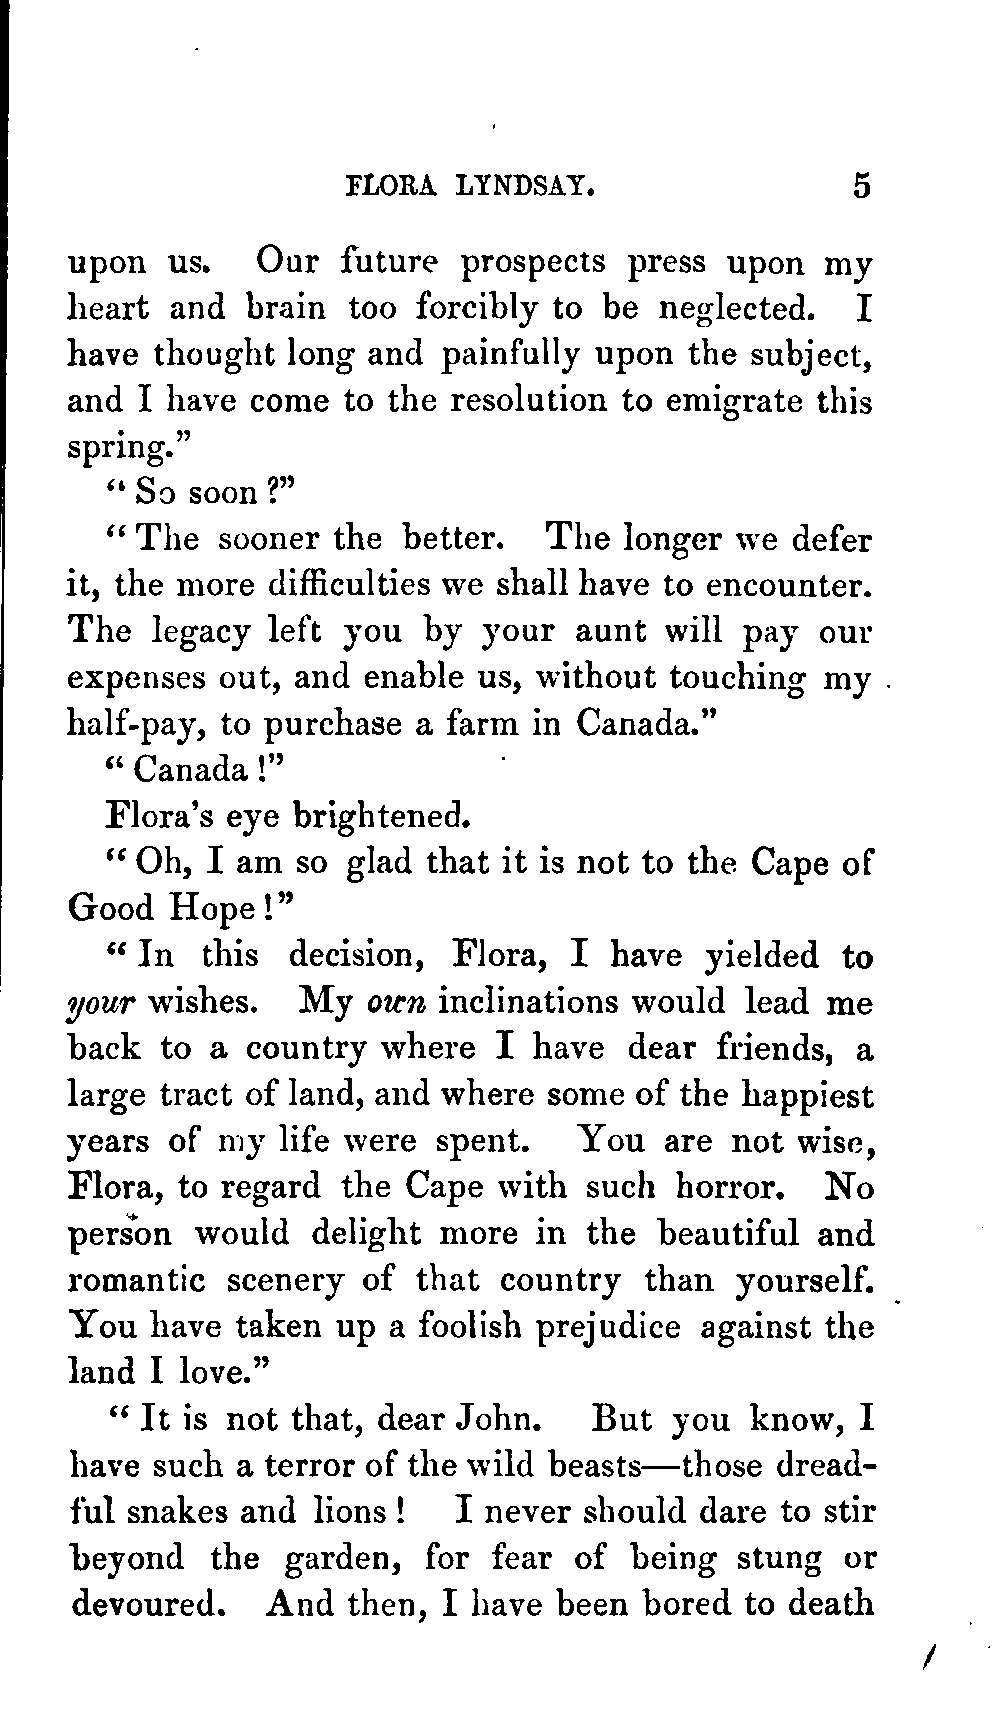 FLORA LYNDSAY. 5
upon us. Our future prospects press upon my
heart and brain too forcibly to be neglected. I
have thought long and painfully upon the subject,
and I have come to the resolution to emigrate this
spring.”
“ So soon ?”
“ The sooner the better. The longer we defer
it, the more difficulties we shall have to encounter.
The legacy left you by your aunt will pay our
expenses out, and enable us, without touching my
half-pay, to purchase a farm in Canada.”
“ Canada !”
Flora’s eye brightened.
“ Oh, I am so glad that it is not to the Cape of
Good Hope !”
“ In this decision, Flora, I have yielded to
your wishes. My own inclinations would lead me
back to a country where I have dear friends, a
large tract of land, and where some of the happiest
years of my life were spent. You are not wise,
Flora, to regard the Cape with such horror. No
person would delight more in the beautiful and
romantic scenery of that country than yourself.
You have taken up a foolish prejudice against the
land I love.”
“ It is not that, dear John. But you know, I
have such a terror of the wild beasts—those dread-
ful snakes and lions ! I never should dare to stir
beyond the garden, for fear of being stung or
devoured. And then, I have been bored to death